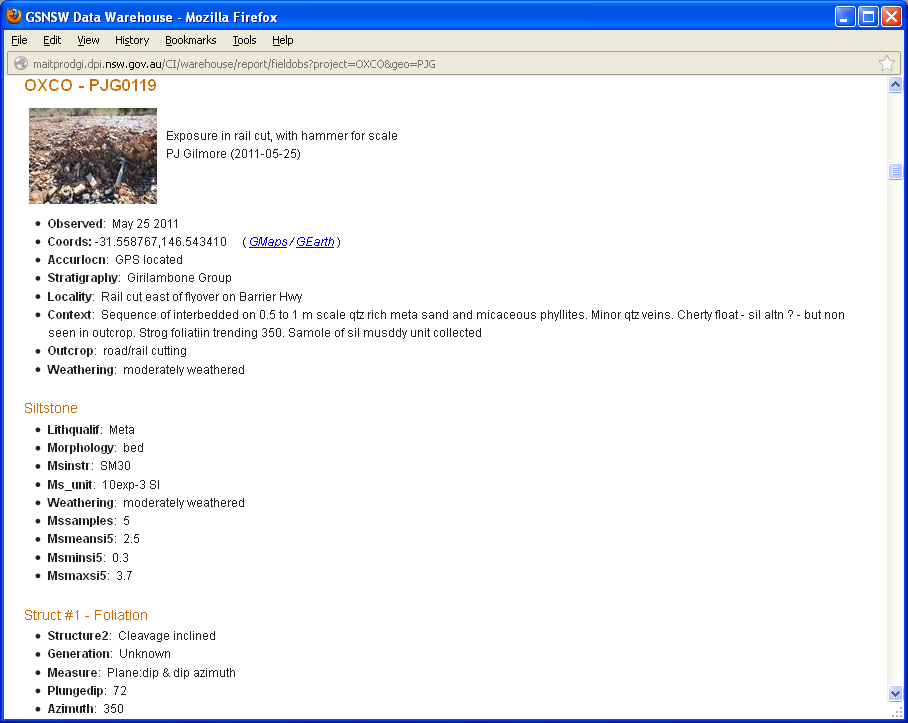 GSNSW Data Warehouse - Mozilla Firefox
File Edit View History Bookmarks Tools Help
maitprodgi.dpi.nsw.gov.au/CI/warehouse/report/fieldobs?project=OXCO&geo=PJG
OXCO - PJG0119
Exposure in rail cut, with hammer for scale
PJ Gilmore (2011-05-25)
• Observed: May 25 2011
• Coords: -31.558767,146.543410 ( GMaps / GEarth )
• Accurlocn: GPS located
• Stratigraphy: Girilambone Group
• Locality: Rail cut east of flyover on Barrier Hwy
• Context: Sequence of interbedded on 0.5 to 1 m scale qtz rich meta sand and micaceous phyllites. Minor qtz veins. Cherty float - sil altn ? - but non
seen in outcrop. Strog foliatiin trending 350. Samole of sil musddy unit collected
• Outcrop: road/rail cutting
• Weathering: moderately weathered
Siltstone
• Lithqualif: Meta
• Morphology: bed
• Msinstr: SM30
• Ms_unit: 10exp-3 SI
• Weathering: moderately weathered
• Mssamples: 5
• Msmeansi5: 2.5
• Msminsi5: 0.3
• Msmaxsi5: 3.7
Struct #1 - Foliation
• Structure2: Cleavage inclined
• Generation: Unknown
• Measure: Plane:dip & dip azimuth
• Plungedip: 72
• Azimuth: 350